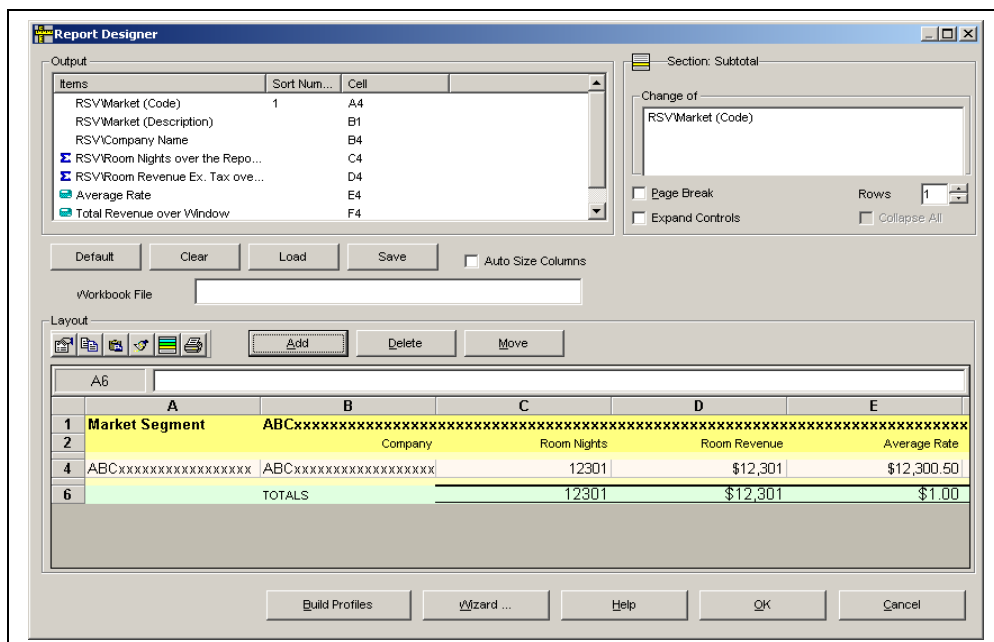 Report Designer
Output
Items Sort Num... Cell
RSV\Market (Code) 1 A4
RSV\Market (Description) B1
RSV\Company Name B4
Σ RSV\Room Nights over the Repo... C4
Σ RSV\Room Revenue Ex. Tax ove... D4
Average Rate E4
Total Revenue over Window F4
Section: Subtotal
Change of
RSV\Market (Code)
Page Break Rows 1
Expand Controls Collapse All
Default Clear Load Save Auto Size Columns
Workbook File
Layout
Add Delete Move
A6
A B C D E
1 Market Segment ABCxxxxxxxxxxxxxxxxxxxxxxxxxxxxxxxxxxxxxxxxxxxxxxxxxxxxxxxxxxxxxxxxxxxxxxxxxxxxxxxxxxxx
2 Company Room Nights Room Revenue Average Rate
4 ABCxxxxxxxxxxxxxxxxx ABCxxxxxxxxxxxxxxxxxx 12301 $12,301 $12,300.50
6 TOTALS 12301 $12,301 $1.00
Build Profiles Wizard ... Help OK Cancel